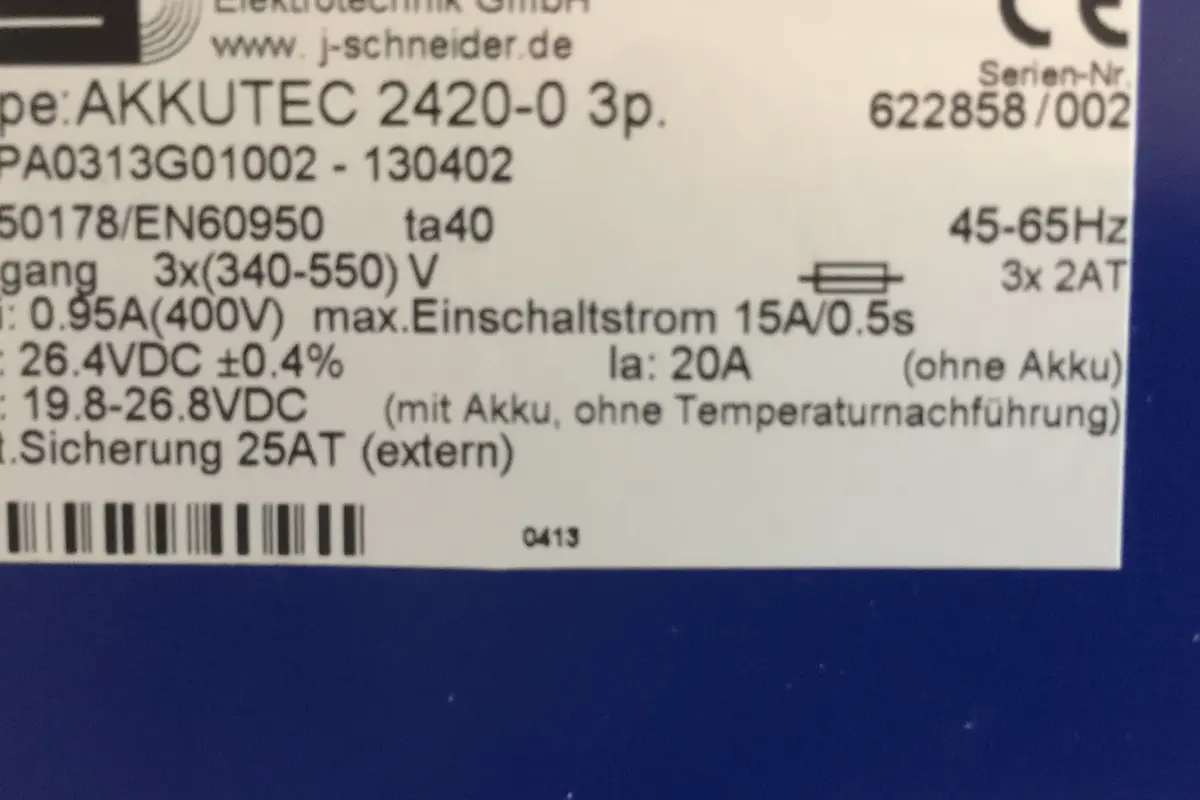 Elektrotechnik GmbH
www. j-schneider.de
CE
Serien-Nr.
pe: AKKUTEC 2420-0 3p.
622858/002
PA0313G01002 - 130402
50178/EN60950 ta40 45-65Hz
gang 3x(340-550) V 3x 2AT
: 0.95A(400V) max.Einschaltstrom 15A/0.5s
: 26.4VDC ±0.4% Ia: 20A (ohne Akku)
: 19.8-26.8VDC (mit Akku, ohne Temperaturnachführung)
t.Sicherung 25AT (extern)
0413